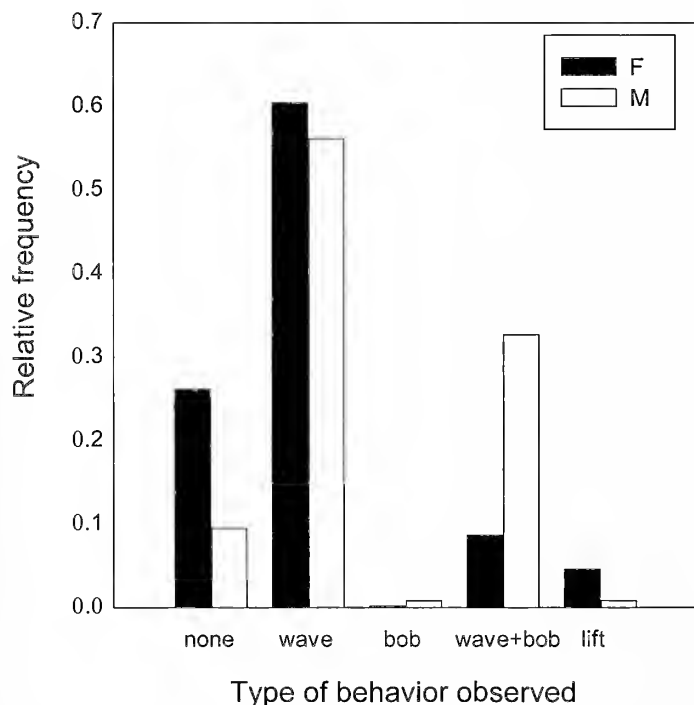 0.7
F
M
0.6
0.5
0.4
0.3
0.2
0.1
0.0
Relative frequency
none wave bob wave+bob lift
Type of behavior observed